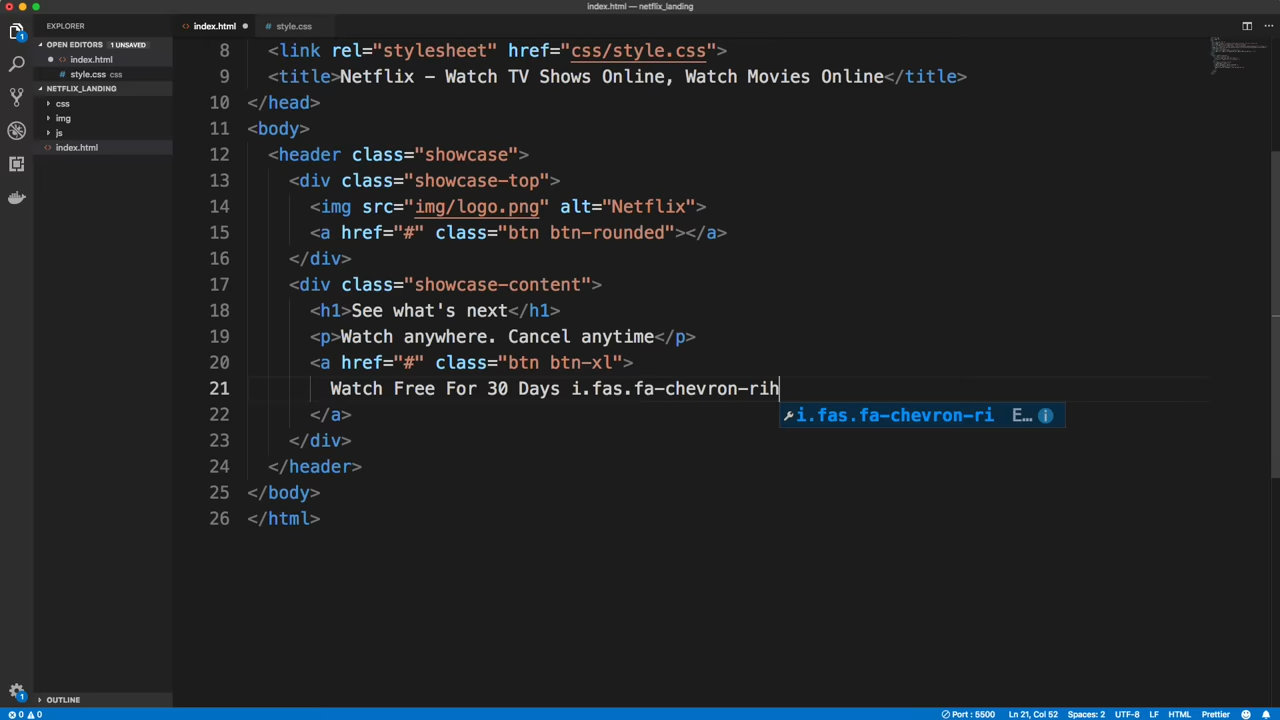 index.html — netflix_landing
EXPLORER
index.html
style.css
OPEN EDITORS 1 UNSAVED
index.html
style.css css
NETFLIX_LANDING
css
img
js
index.html
8 <link rel="stylesheet" href="css/style.css">
9 <title>Netflix - Watch TV Shows Online, Watch Movies Online</title>
10 </head>
11 <body>
12 <header class="showcase">
13 <div class="showcase-top">
14 <img src="img/logo.png" alt="Netflix">
15 <a href="#" class="btn btn-rounded"></a>
16 </div>
17 <div class="showcase-content">
18 <h1>See what's next</h1>
19 <p>Watch anywhere. Cancel anytime</p>
20 <a href="#" class="btn btn-xl">
21 Watch Free For 30 Days i.fas.fa-chevron-rih
i.fas.fa-chevron-ri E...
22 </a>
23 </div>
24 </header>
25 </body>
26 </html>
OUTLINE
0 0 Port : 5500 Ln 21, Col 52 Spaces: 2 UTF-8 LF HTML Prettier